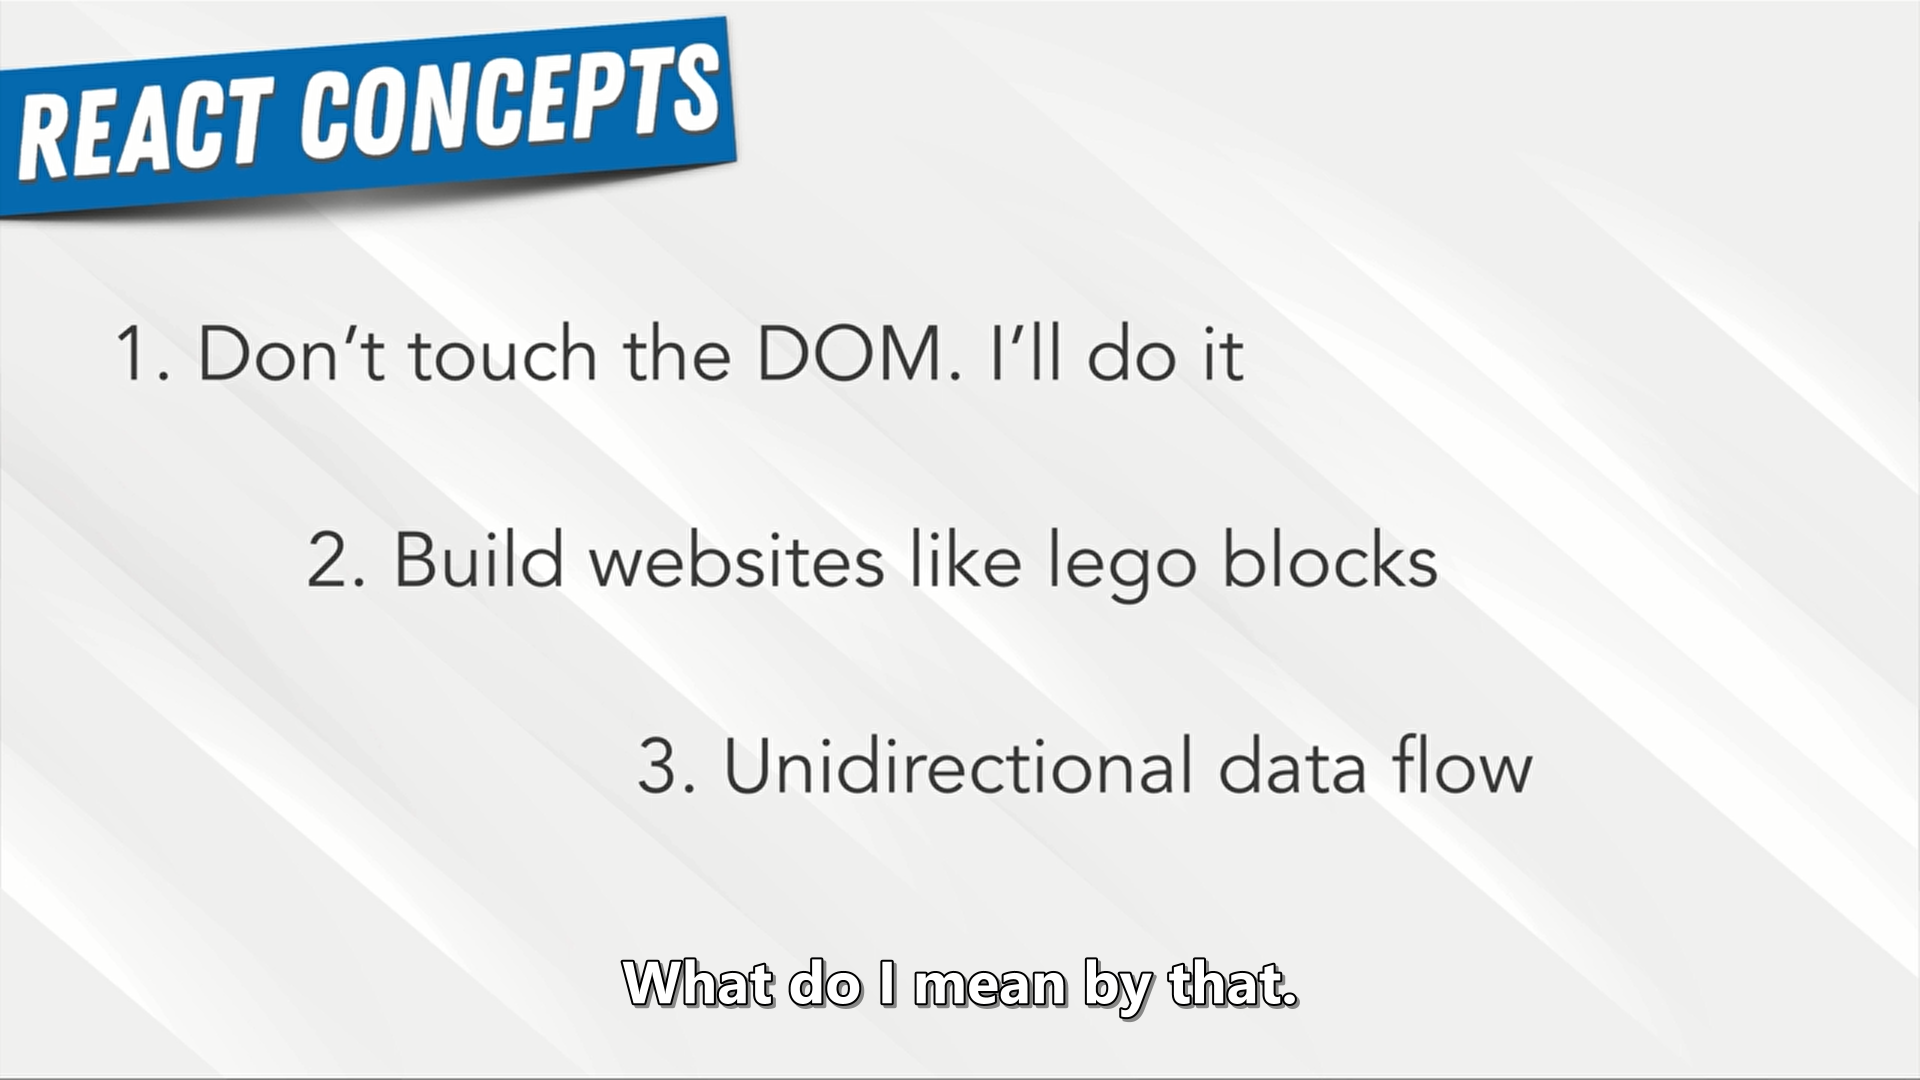 REACT CONCEPTS
1. Don’t touch the DOM. I’ll do it
2. Build websites like lego blocks
3. Unidirectional data flow
What do I mean by that.